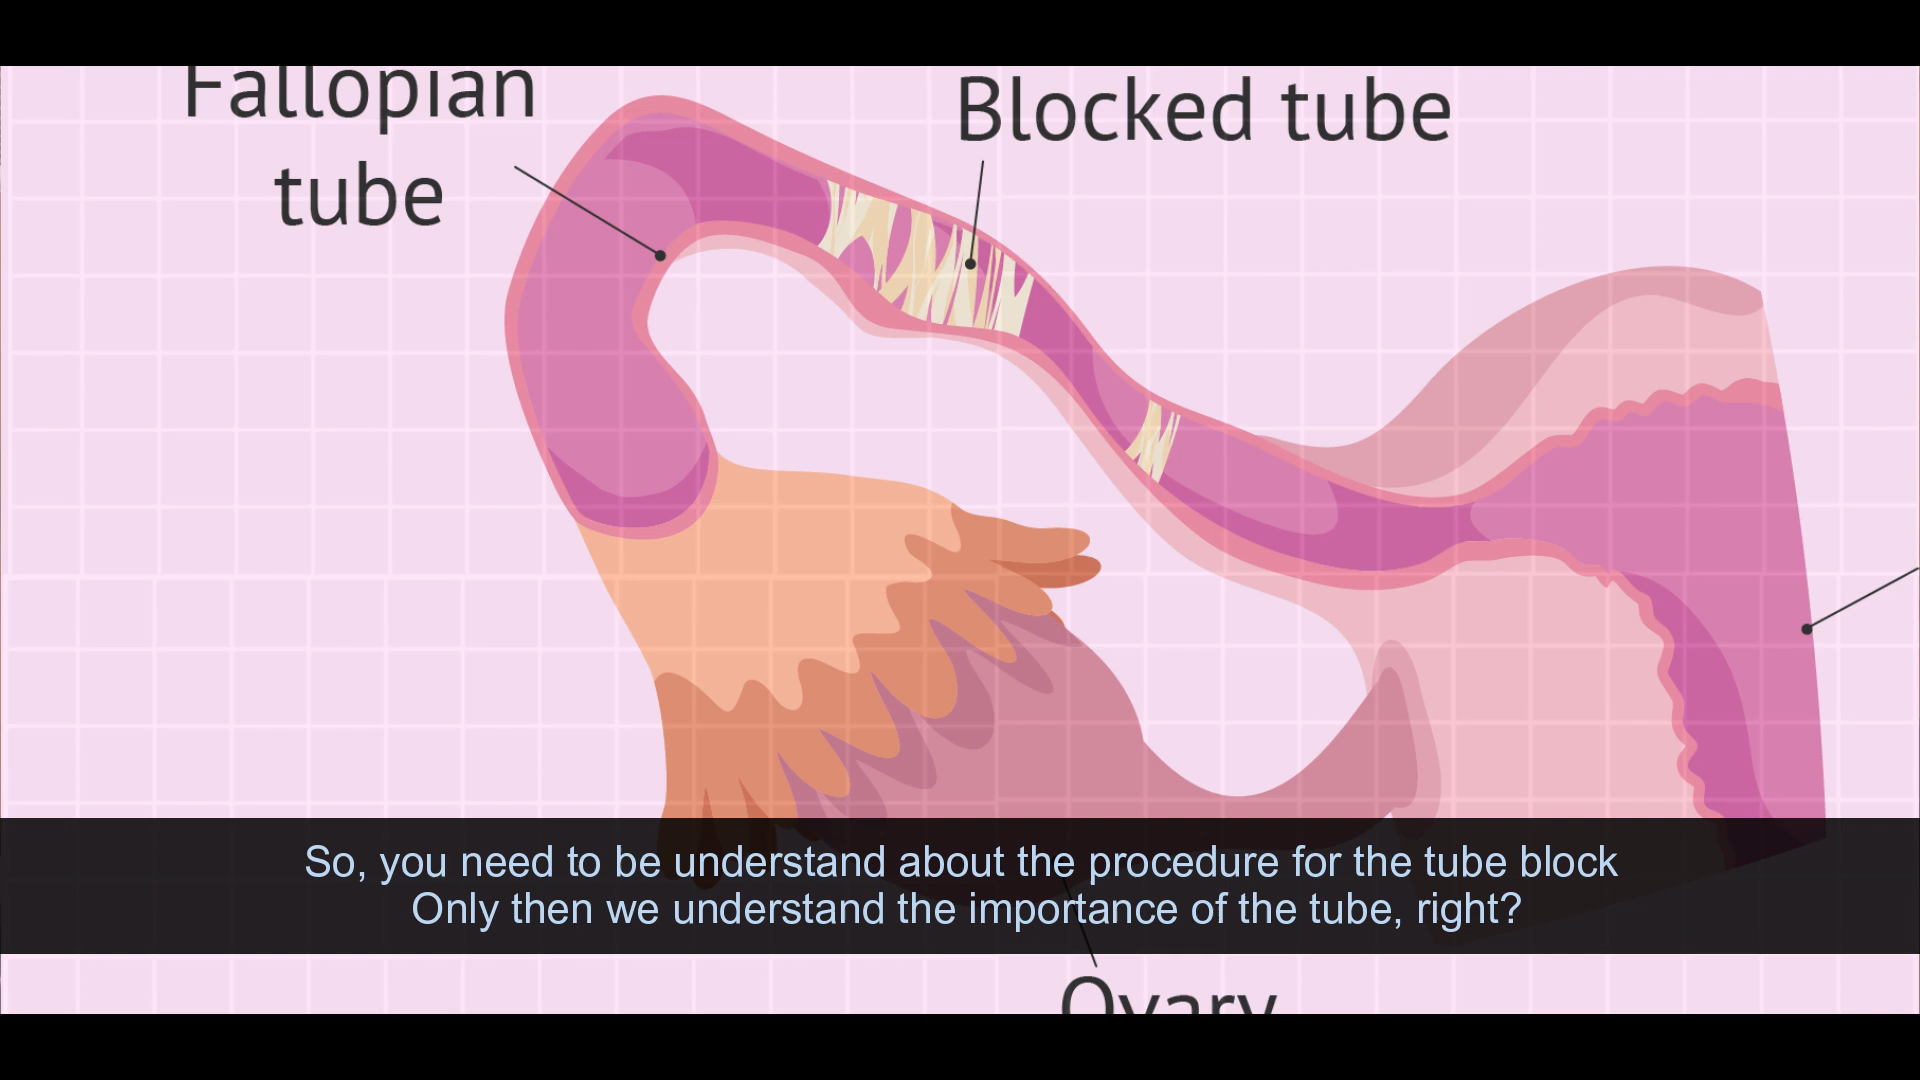 Fallopian
tube
Blocked tube
So, you need to be understand about the procedure for the tube block
Only then we understand the importance of the tube, right?
Ovary